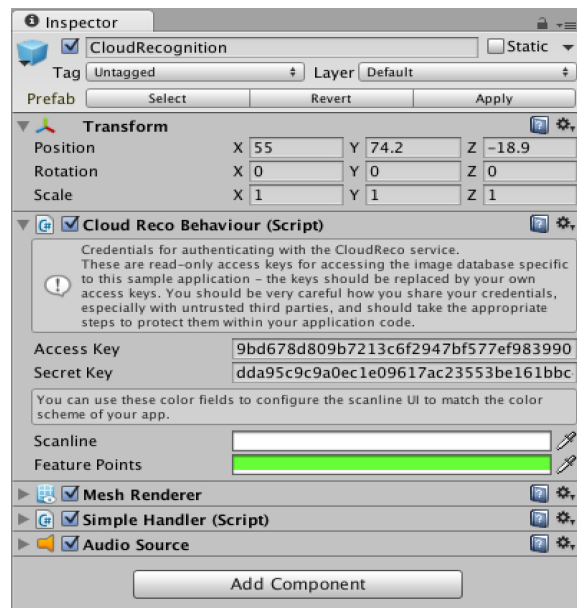 Inspector
CloudRecognition Static
Tag Untagged Layer Default
Prefab Select Revert Apply
Transform
Position X 55 Y 74.2 Z -18.9
Rotation X 0 Y 0 Z 0
Scale X 1 Y 1 Z 1
Cloud Reco Behaviour (Script)
Credentials for authenticating with the CloudReco service.
These are read-only access keys for accessing the image database specific
to this sample application – the keys should be replaced by your own
access keys. You should be very careful how you share your credentials,
especially with untrusted third parties, and should take the appropriate
steps to protect them within your application code.
Access Key 9bd678d809b7213c6f2947bf577ef983990
Secret Key dda95c9c9a0ec1e09617ac23553be161bbc
You can use these color fields to configure the scanline UI to match the color
scheme of your app.
Scanline
Feature Points
Mesh Renderer
Simple Handler (Script)
Audio Source
Add Component